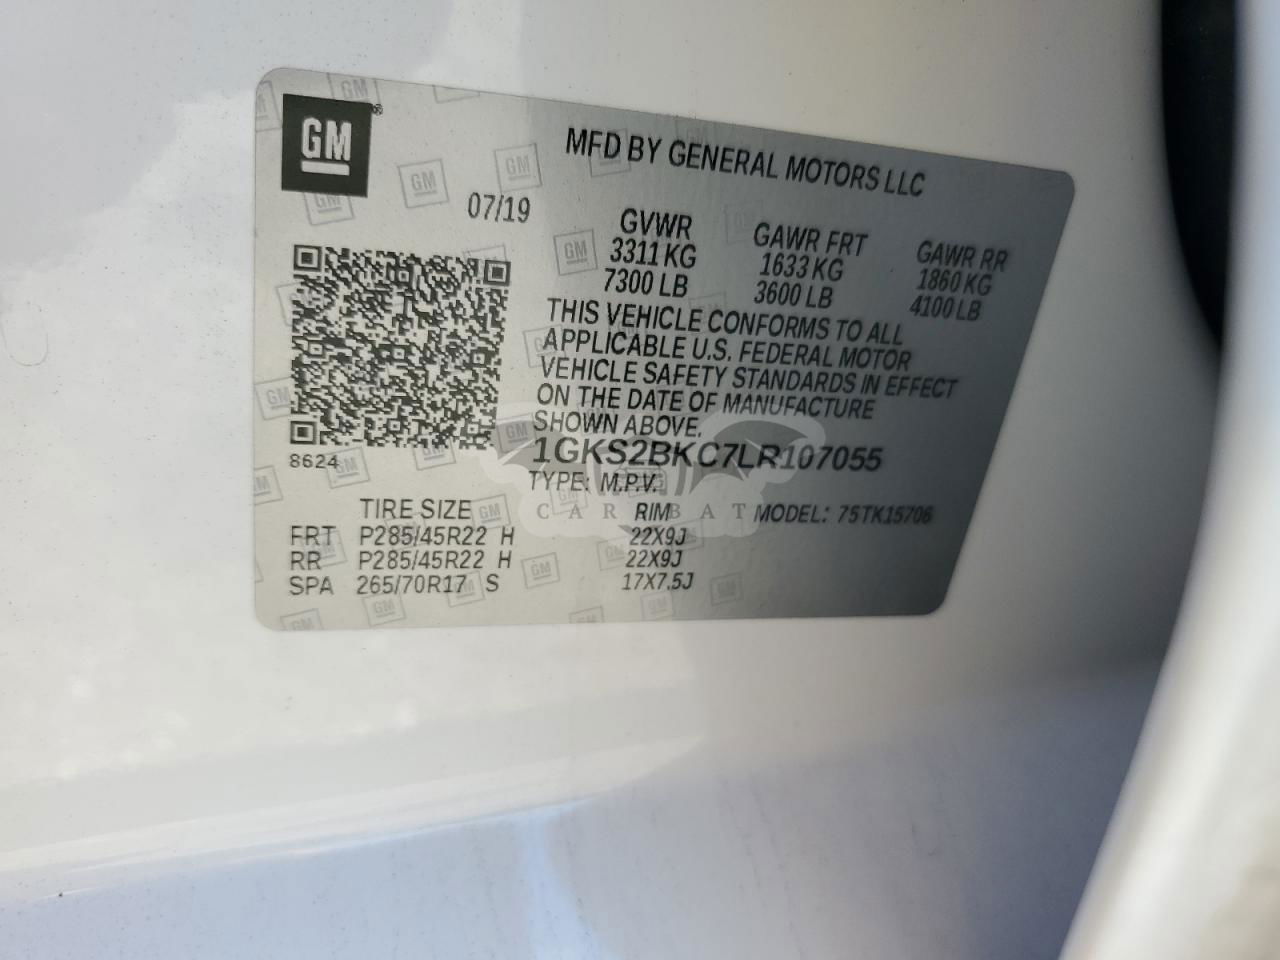 GM
MFD BY GENERAL MOTORS LLC
07/19
GVWR GAWR FRT GAWR RR
3311 KG 1633 KG 1860 KG
7300 LB 3600 LB 4100 LB
THIS VEHICLE CONFORMS TO ALL
APPLICABLE U.S. FEDERAL MOTOR
VEHICLE SAFETY STANDARDS IN EFFECT
ON THE DATE OF MANUFACTURE
SHOWN ABOVE.
8624
1GKS2BKC7LR107055
TYPE: M.P.V.
CAR BAT
TIRE SIZE RIM MODEL: 75TK15706
FRT P285/45R22 H 22X9J
RR P285/45R22 H 22X9J
SPA 265/70R17 S 17X7.5J